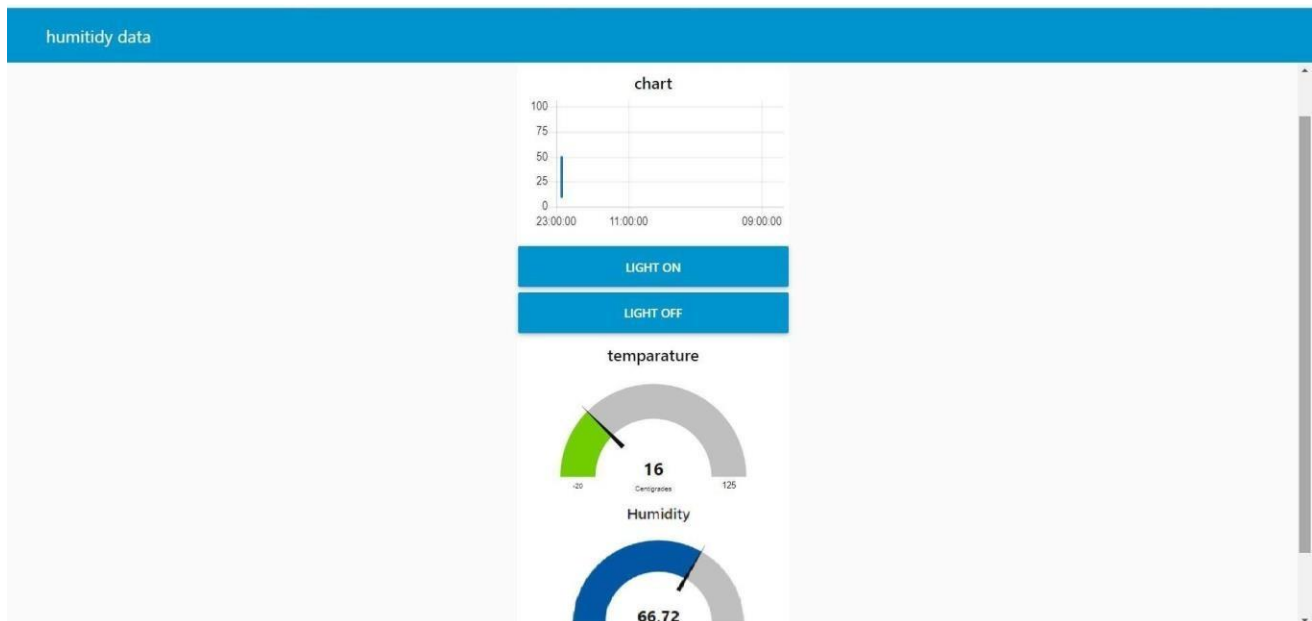 humitidy data
chart
100
75
50
25
0
23:00:00 11:00:00 09:00:00
LIGHT ON
LIGHT OFF
temparature
16
-20 Centigrades 125
Humidity
66.72